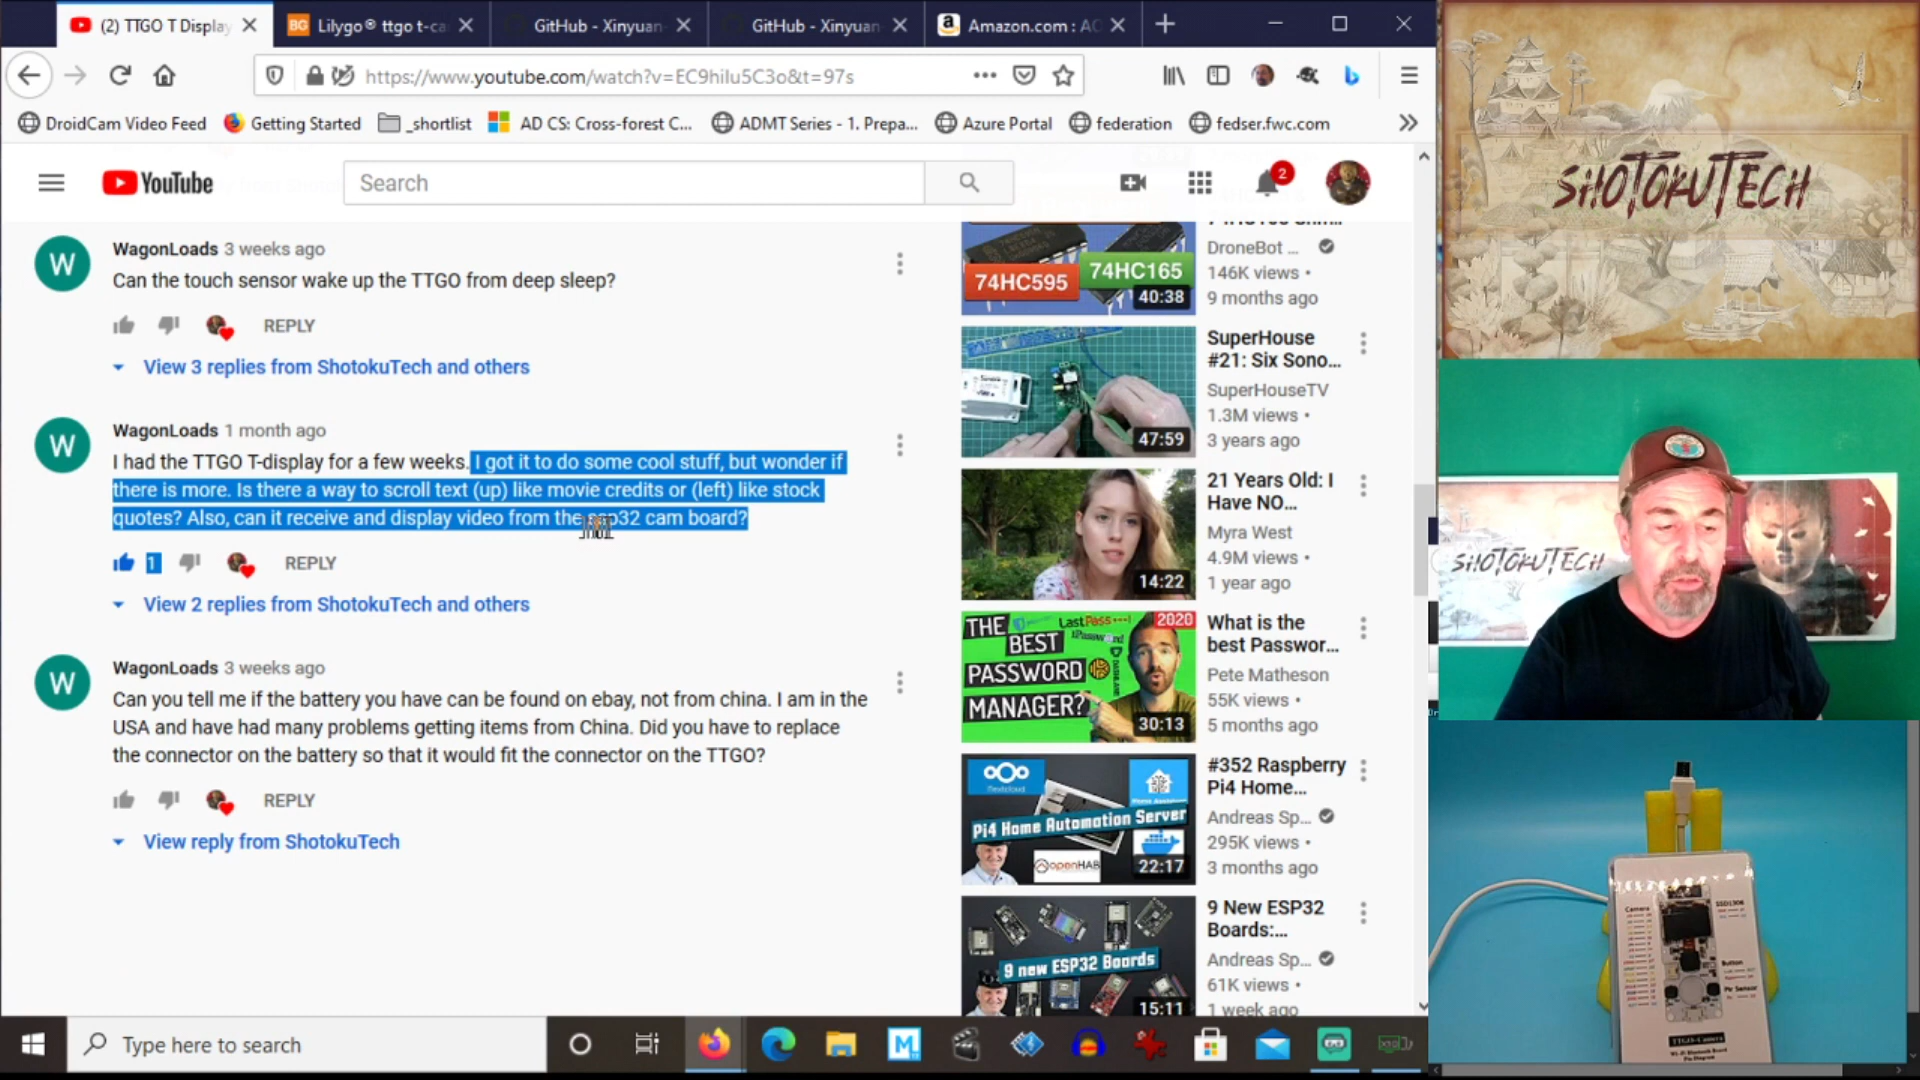 (2) TTGO T Display
BG Lilygo® ttgo t-ca
GitHub - Xinyuan-
GitHub - Xinyuan-
Amazon.com : AC
https://www.youtube.com/watch?v=EC9hilu5C3o&t=97s
DroidCam Video Feed
Getting Started
_shortlist
AD CS: Cross-forest C...
ADMT Series - 1. Prepa...
Azure Portal
federation
fedser.fwc.com
YouTube
Search
2
WagonLoads 3 weeks ago
Can the touch sensor wake up the TTGO from deep sleep?
REPLY
View 3 replies from ShotokuTech and others
WagonLoads 1 month ago
I had the TTGO T-display for a few weeks. I got it to do some cool stuff, but wonder if
there is more. Is there a way to scroll text (up) like movie credits or (left) like stock
quotes? Also, can it receive and display video from the 32 cam board?
1
REPLY
View 2 replies from ShotokuTech and others
WagonLoads 3 weeks ago
Can you tell me if the battery you have can be found on ebay, not from china. I am in the
USA and have had many problems getting items from China. Did you have to replace
the connector on the battery so that it would fit the connector on the TTGO?
REPLY
View reply from ShotokuTech
W
W
W
74HC595
74HC165
40:38
DroneBot ...
146K views •
9 months ago
47:59
SuperHouse
#21: Six Sono...
SuperHouseTV
1.3M views •
3 years ago
14:22
21 Years Old: I
Have NO...
Myra West
4.9M views •
1 year ago
THE
BEST
PASSWORD
MANAGER?
LastPass
2020
30:13
What is the
best Passwor...
Pete Matheson
55K views •
5 months ago
Pi4 Home Automation Server
openHAB
22:17
#352 Raspberry
Pi4 Home...
Andreas Sp...
295K views •
3 months ago
9 new ESP32 Boards
15:11
9 New ESP32
Boards:...
Andreas Sp...
61K views •
1 week ago
Type here to search
SHOTOKUTECH
SHOTOKUTECH
Camera
SSD1306
Button
Pir Sensor
TTGO-Camera
Pin Diagram